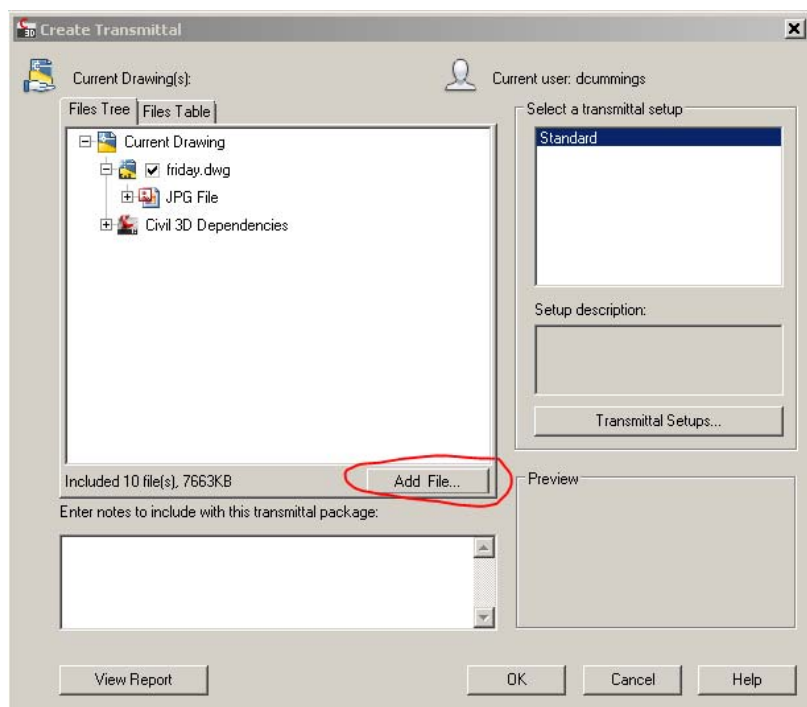 Create Transmittal
Current Drawing(s):
Current user: dcummings
Files Tree
Files Table
Current Drawing
friday.dwg
JPG File
Civil 3D Dependencies
Included 10 file(s), 7663KB
Add File...
Enter notes to include with this transmittal package:
Select a transmittal setup
Standard
Setup description:
Transmittal Setups...
Preview
View Report
OK
Cancel
Help